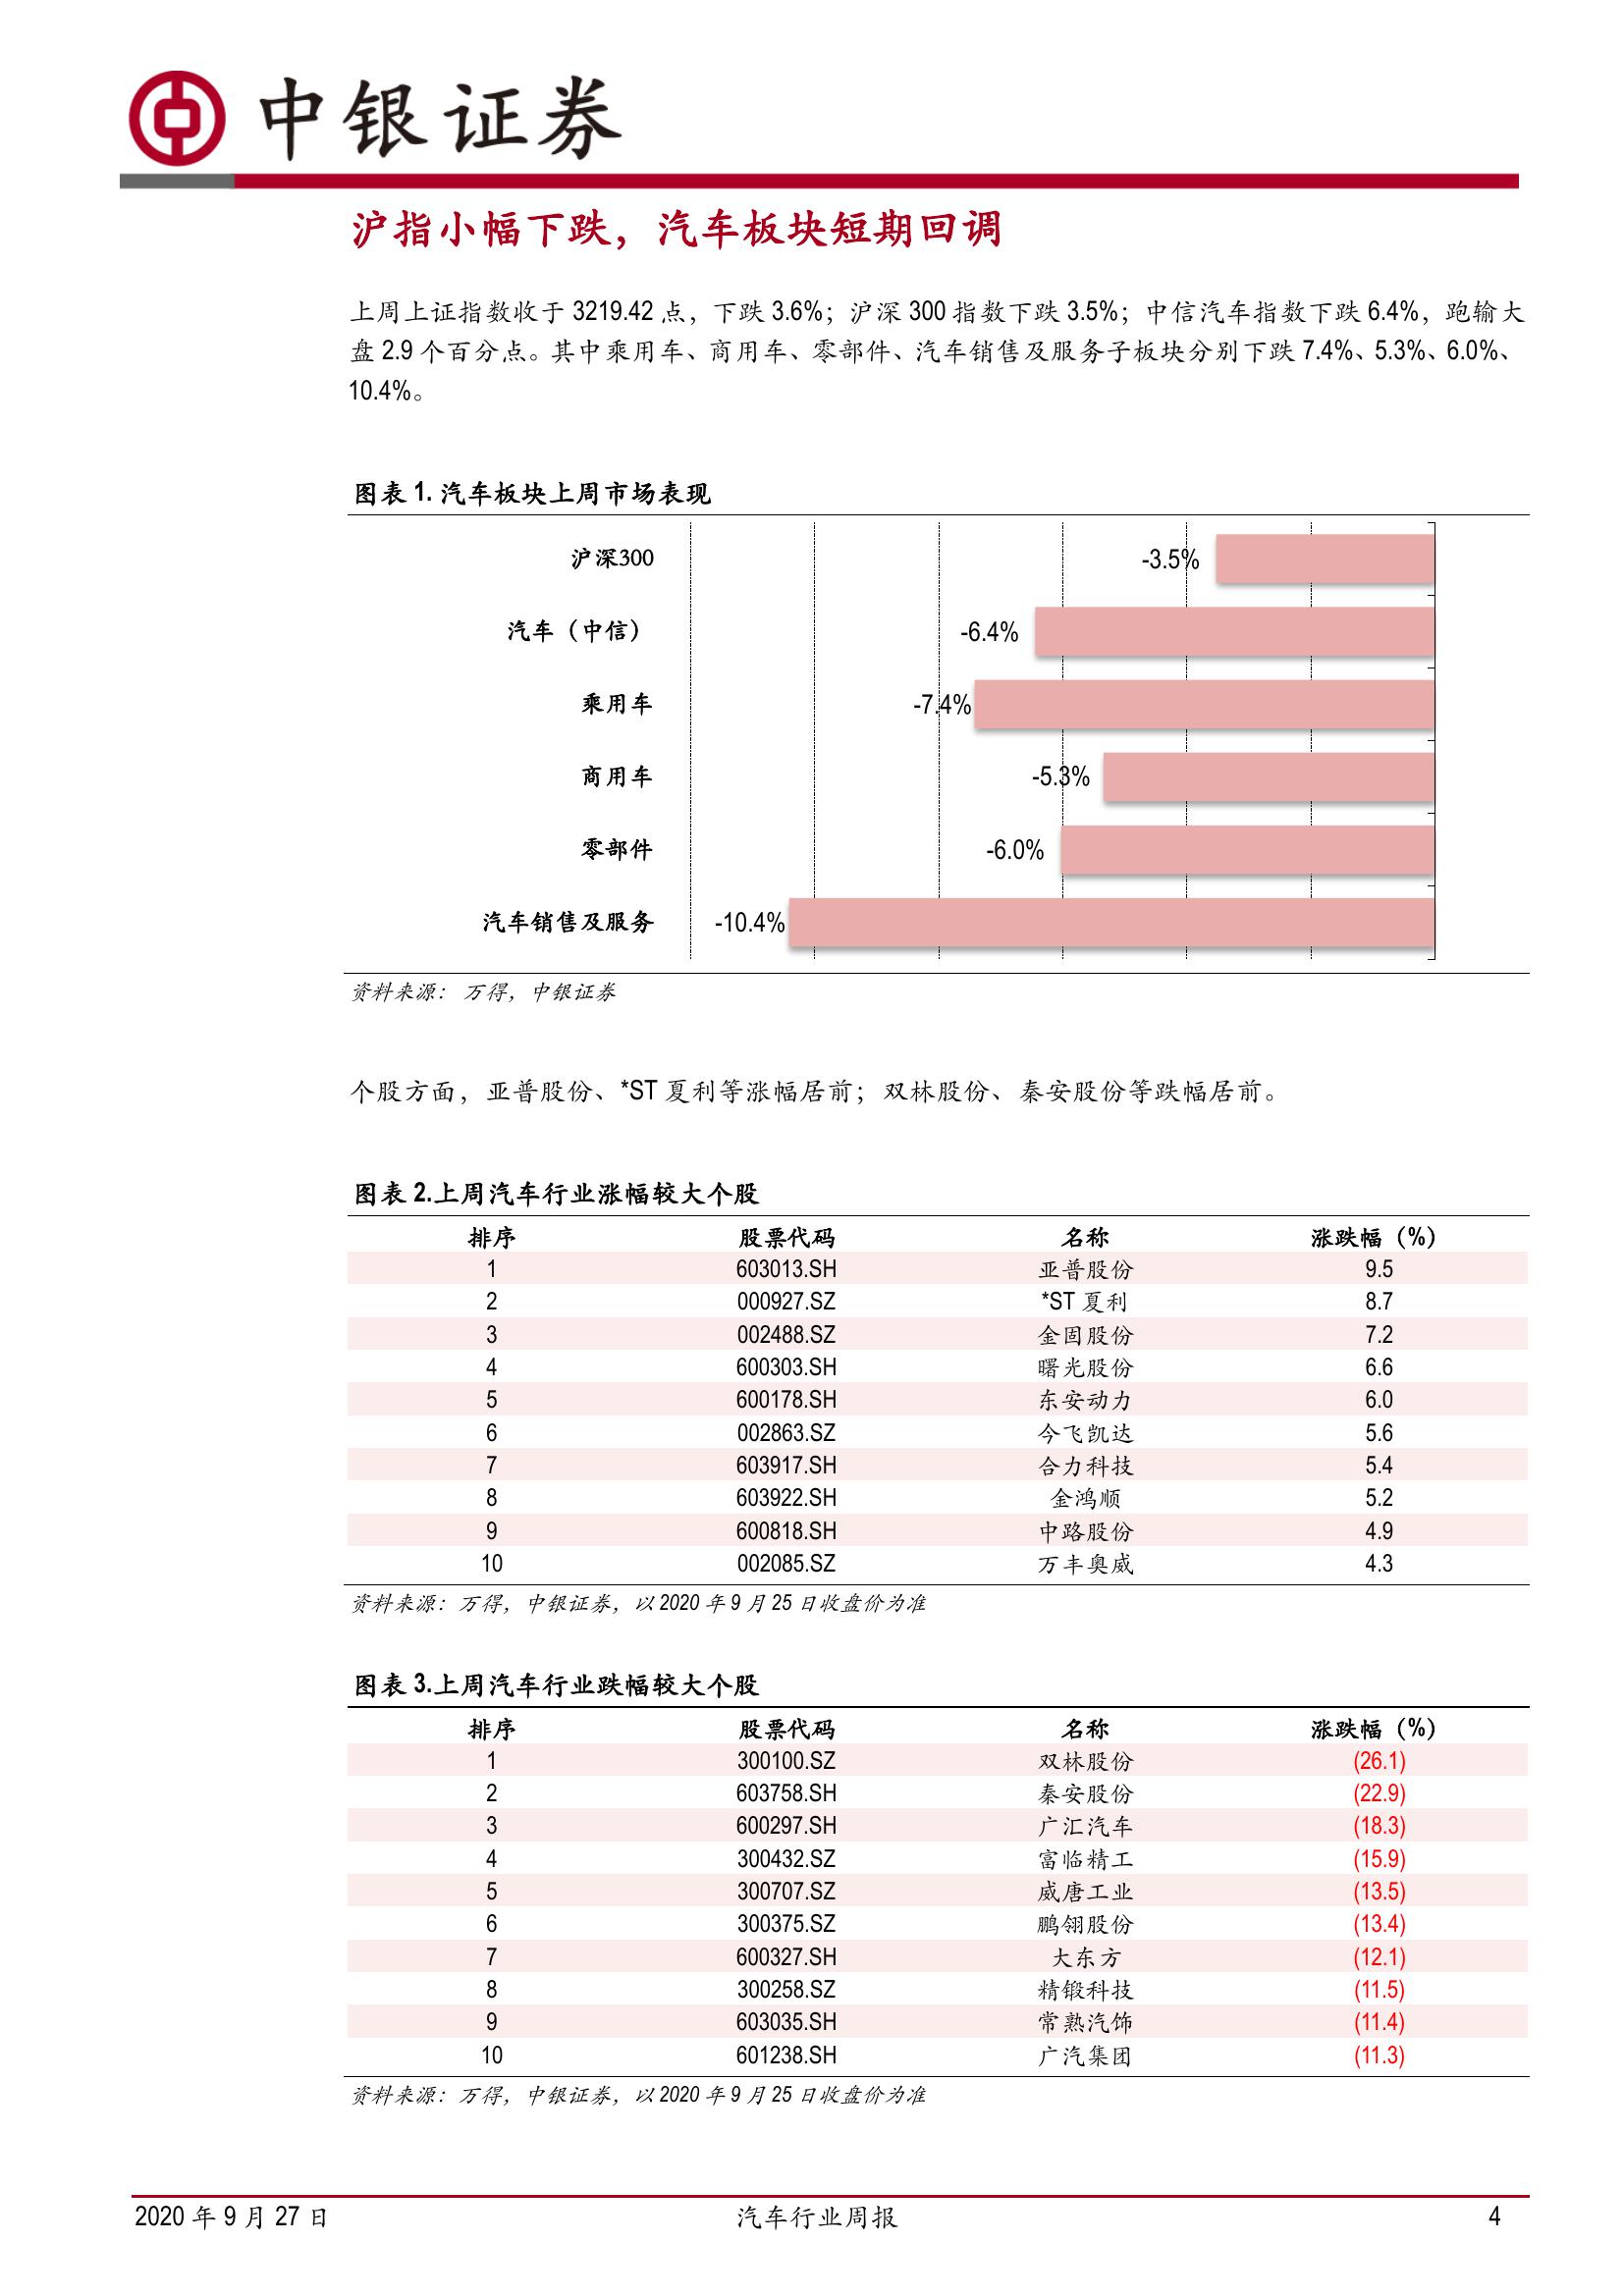 中银证券
沪指小幅下跌，汽车板块短期回调
上周上证指数收于 3219.42 点，下跌 3.6%；沪深 300 指数下跌 3.5%；中信汽车指数下跌 6.4%，跑输大
盘 2.9 个百分点。其中乘用车、商用车、零部件、汽车销售及服务子板块分别下跌 7.4%、5.3%、6.0%、
10.4%。
图表 1. 汽车板块上周市场表现
沪深300 -3.5%
汽车（中信） -6.4%
乘用车 -7.4%
商用车 -5.3%
零部件 -6.0%
汽车销售及服务 -10.4%
资料来源： 万得，中银证券
个股方面，亚普股份、*ST 夏利等涨幅居前；双林股份、秦安股份等跌幅居前。
图表 2.上周汽车行业涨幅较大个股
排序 股票代码 名称 涨跌幅（%）
1 603013.SH 亚普股份 9.5
2 000927.SZ *ST 夏利 8.7
3 002488.SZ 金固股份 7.2
4 600303.SH 曙光股份 6.6
5 600178.SH 东安动力 6.0
6 002863.SZ 今飞凯达 5.6
7 603917.SH 合力科技 5.4
8 603922.SH 金鸿顺 5.2
9 600818.SH 中路股份 4.9
10 002085.SZ 万丰奥威 4.3
资料来源：万得，中银证券，以 2020 年 9 月 25 日收盘价为准
图表 3.上周汽车行业跌幅较大个股
排序 股票代码 名称 涨跌幅（%）
1 300100.SZ 双林股份 (26.1)
2 603758.SH 秦安股份 (22.9)
3 600297.SH 广汇汽车 (18.3)
4 300432.SZ 富临精工 (15.9)
5 300707.SZ 威唐工业 (13.5)
6 300375.SZ 鹏翎股份 (13.4)
7 600327.SH 大东方 (12.1)
8 300258.SZ 精锻科技 (11.5)
9 603035.SH 常熟汽饰 (11.4)
10 601238.SH 广汽集团 (11.3)
资料来源：万得，中银证券，以 2020 年 9 月 25 日收盘价为准
2020 年 9 月 27 日 汽车行业周报 4